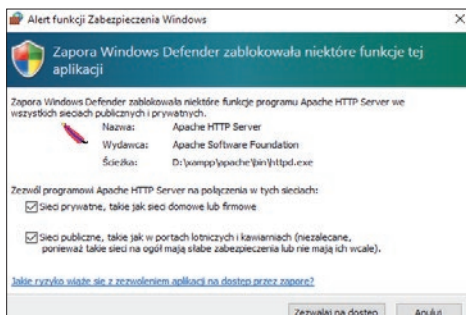 Alert funkcji Zabezpieczenia Windows
Zapora Windows Defender zablokowała niektóre funkcje tej
aplikacji
Zapora Windows Defender zablokowała niektóre funkcje programu Apache HTTP Server we
wszystkich sieciach publicznych i prywatnych.
Nazwa: Apache HTTP Server
Wydawca: Apache Software Foundation
Ścieżka: D:\xampp\apache\bin\httpd.exe
Zezwól programowi Apache HTTP Server na połączenia w tych sieciach:
Sieci prywatne, takie jak sieci domowe lub firmowe
Sieci publiczne, takie jak w portach lotniczych i kawiarniach (niezalecane,
ponieważ takie sieci na ogół mają słabe zabezpieczenia lub nie mają ich wcale).
Jakie ryzyko wiąże się z zezwoleniem aplikacji na dostęp przez zaporę?
Zezwalaj na dostęp Anuluj